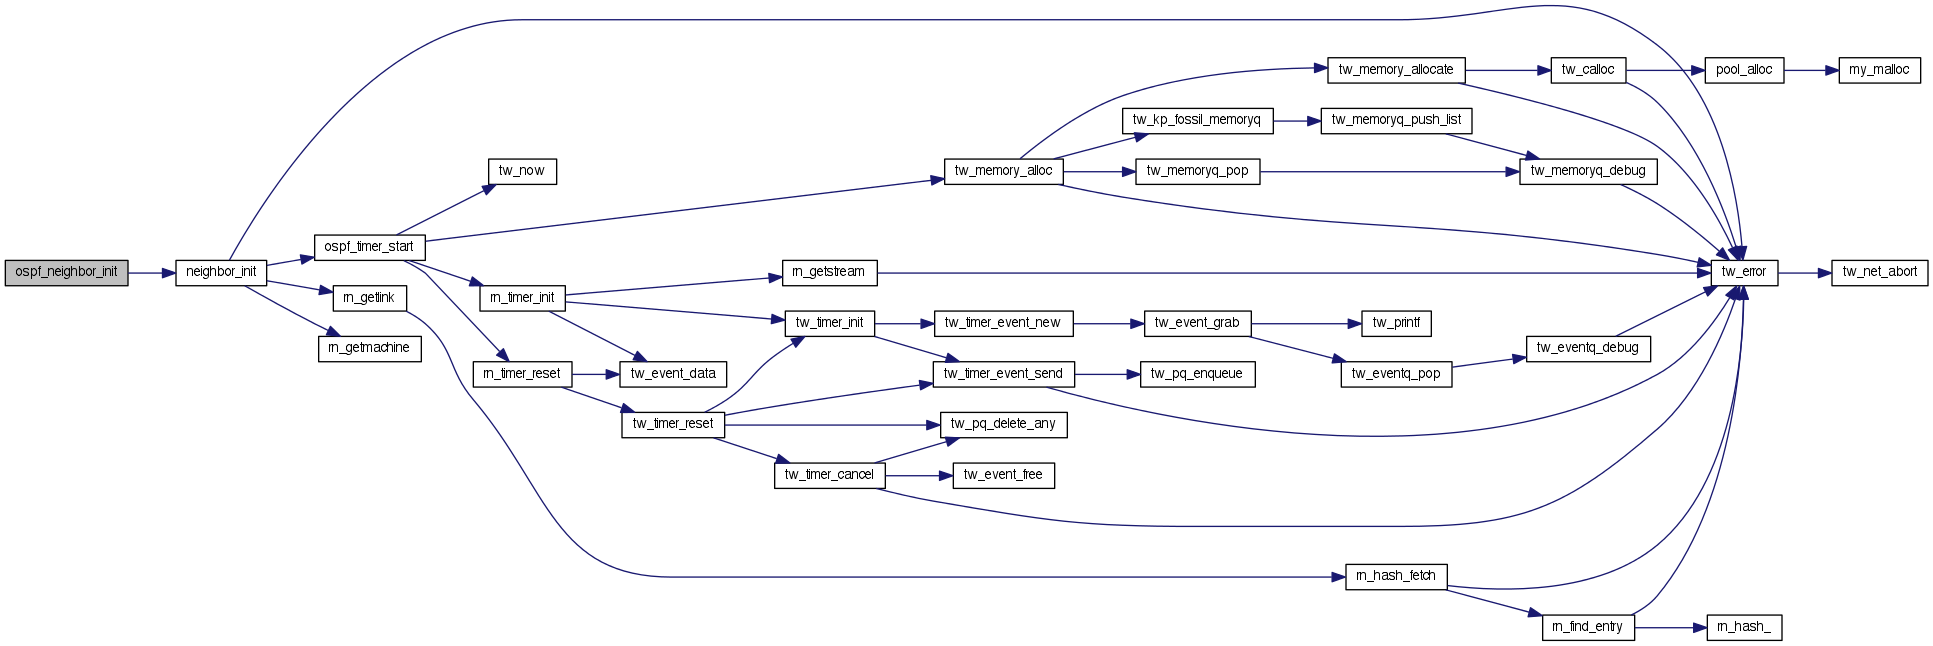 ospf_neighbor_init
neighbor_init
ospf_timer_start
rn_getlink
rn_getmachine
tw_now
rn_timer_init
rn_timer_reset
tw_event_data
tw_timer_reset
rn_getstream
tw_timer_init
tw_timer_cancel
tw_memory_alloc
tw_timer_event_new
tw_timer_event_send
tw_pq_delete_any
tw_event_free
tw_kp_fossil_memoryq
tw_memoryq_pop
tw_event_grab
tw_pq_enqueue
tw_memory_allocate
tw_memoryq_push_list
tw_printf
tw_eventq_pop
rn_hash_fetch
tw_calloc
tw_memoryq_debug
tw_eventq_debug
rn_find_entry
pool_alloc
tw_error
rn_hash_
my_malloc
tw_net_abort